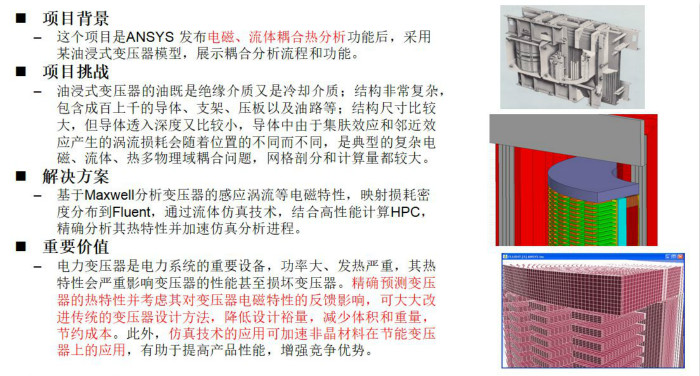 ■ 项目背景
– 这个项目是ANSYS 发布电磁、流体耦合热分析功能后，采用
某油浸式变压器模型，展示耦合分析流程和功能。
■ 项目挑战
– 油浸式变压器的油既是绝缘介质又是冷却介质；结构非常复杂，
包含成百上千的导体、支架、压板以及油路等；结构尺寸比较
大，但导体透入深度又比较小，导体中由于集肤效应和邻近效
应产生的涡流损耗会随着位置的不同而不同，是典型的复杂电
磁、流体、热多物理域耦合问题，网格剖分和计算量都较大。
■ 解决方案
– 基于Maxwell分析变压器的感应涡流等电磁特性，映射损耗密
度分布到Fluent，通过流体仿真技术，结合高性能计算HPC，
精确分析其热特性并加速仿真分析进程。
■ 重要价值
– 电力变压器是电力系统的重要设备，功率大、发热严重，其热
特性会严重影响变压器的性能甚至损坏变压器。精确预测变压
器的热特性并考虑其对变压器电磁特性的反馈影响，可大大改
进传统的变压器设计方法，降低设计裕量，减少体积和重量，
节约成本。此外，仿真技术的应用可加速非晶材料在节能变压
器上的应用，有助于提高产品性能，增强竞争优势。